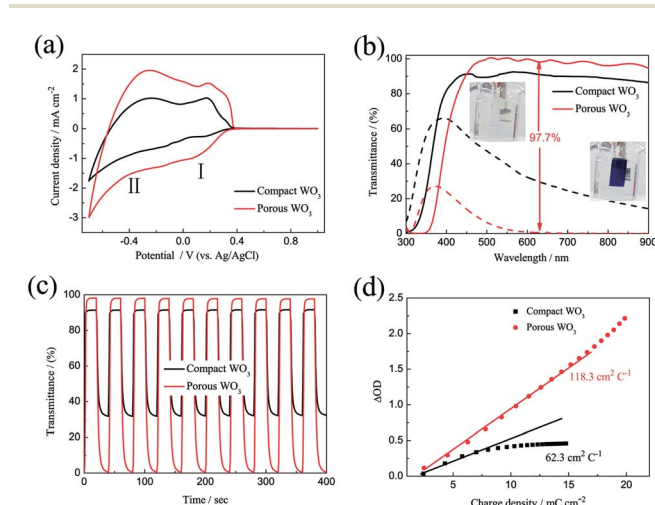 (a)
Current density / mA cm⁻²
2
1
0
-1
-2
-3
II
I
Compact WO₃
Porous WO₃
-0.4
0.0
0.4
0.8
Potential / V (vs. Ag/AgCl)
(b)
Transmittance / (%)
100
80
60
40
20
0
Compact WO₃
Porous WO₃
97.7%
300
400
500
600
700
800
900
Wavelength / nm
(c)
Transmittance / (%)
100
80
60
40
20
0
Compact WO₃
Porous WO₃
0
50
100
150
200
250
300
350
400
Time / sec
(d)
ΔOD
2.5
2.0
1.5
1.0
0.5
0.0
Compact WO₃
Porous WO₃
118.3 cm² C⁻¹
62.3 cm² C⁻¹
0
5
10
15
20
Charge density / mC cm⁻²